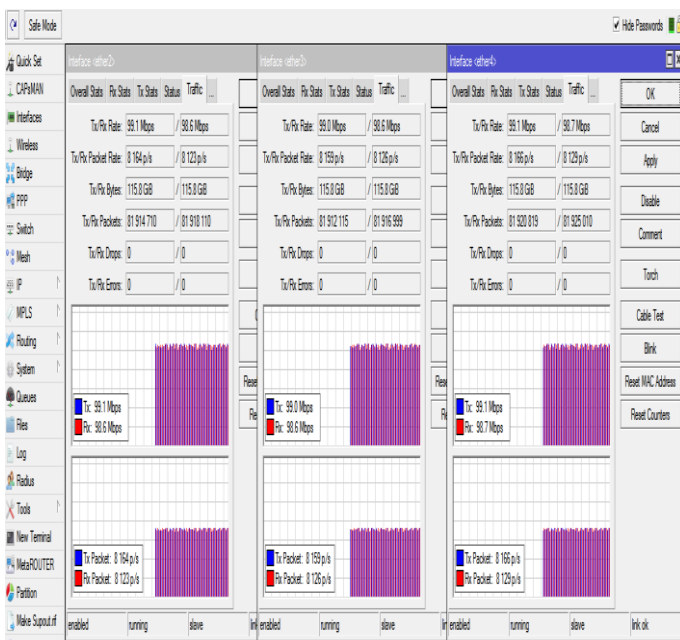 Safe Mode
Hide Passwords
Quick Set
CAPsMAN
Interfaces
Wireless
Bridge
PPP
Switch
Mesh
IP
MPLS
Routing
System
Queues
Files
Log
Radius
Tools
New Terminal
MetaROUTER
Partition
Make Supout.rif
Interface <ether2>
Overall Stats Rx Stats Tx Stats Status Traffic ...
Tx/Rx Rate: 99.1 Mbps / 98.6 Mbps
Tx/Rx Packet Rate: 8 164 p/s / 8 123 p/s
Tx/Rx Bytes: 115.8 GiB / 115.8 GiB
Tx/Rx Packets: 81 914 710 / 81 918 110
Tx/Rx Drops: 0 / 0
Tx/Rx Errors: 0 / 0
Tx: 99.1 Mbps
Rx: 98.6 Mbps
Tx Packet: 8 164 p/s
Rx Packet: 8 123 p/s
enabled running slave
Interface <ether3>
Overall Stats Rx Stats Tx Stats Status Traffic ...
Tx/Rx Rate: 99.0 Mbps / 98.6 Mbps
Tx/Rx Packet Rate: 8 159 p/s / 8 126 p/s
Tx/Rx Bytes: 115.8 GiB / 115.8 GiB
Tx/Rx Packets: 81 912 115 / 81 916 999
Tx/Rx Drops: 0 / 0
Tx/Rx Errors: 0 / 0
Tx: 99.0 Mbps
Rx: 98.6 Mbps
Tx Packet: 8 159 p/s
Rx Packet: 8 126 p/s
enabled running slave
Interface <ether4>
Overall Stats Rx Stats Tx Stats Status Traffic ...
Tx/Rx Rate: 99.1 Mbps / 98.7 Mbps
Tx/Rx Packet Rate: 8 166 p/s / 8 129 p/s
Tx/Rx Bytes: 115.8 GiB / 115.8 GiB
Tx/Rx Packets: 81 920 819 / 81 925 010
Tx/Rx Drops: 0 / 0
Tx/Rx Errors: 0 / 0
Tx: 99.1 Mbps
Rx: 98.7 Mbps
Tx Packet: 8 166 p/s
Rx Packet: 8 129 p/s
enabled running slave link ok
OK
Cancel
Apply
Disable
Comment
Torch
Cable Test
Blink
Reset MAC Address
Reset Counters